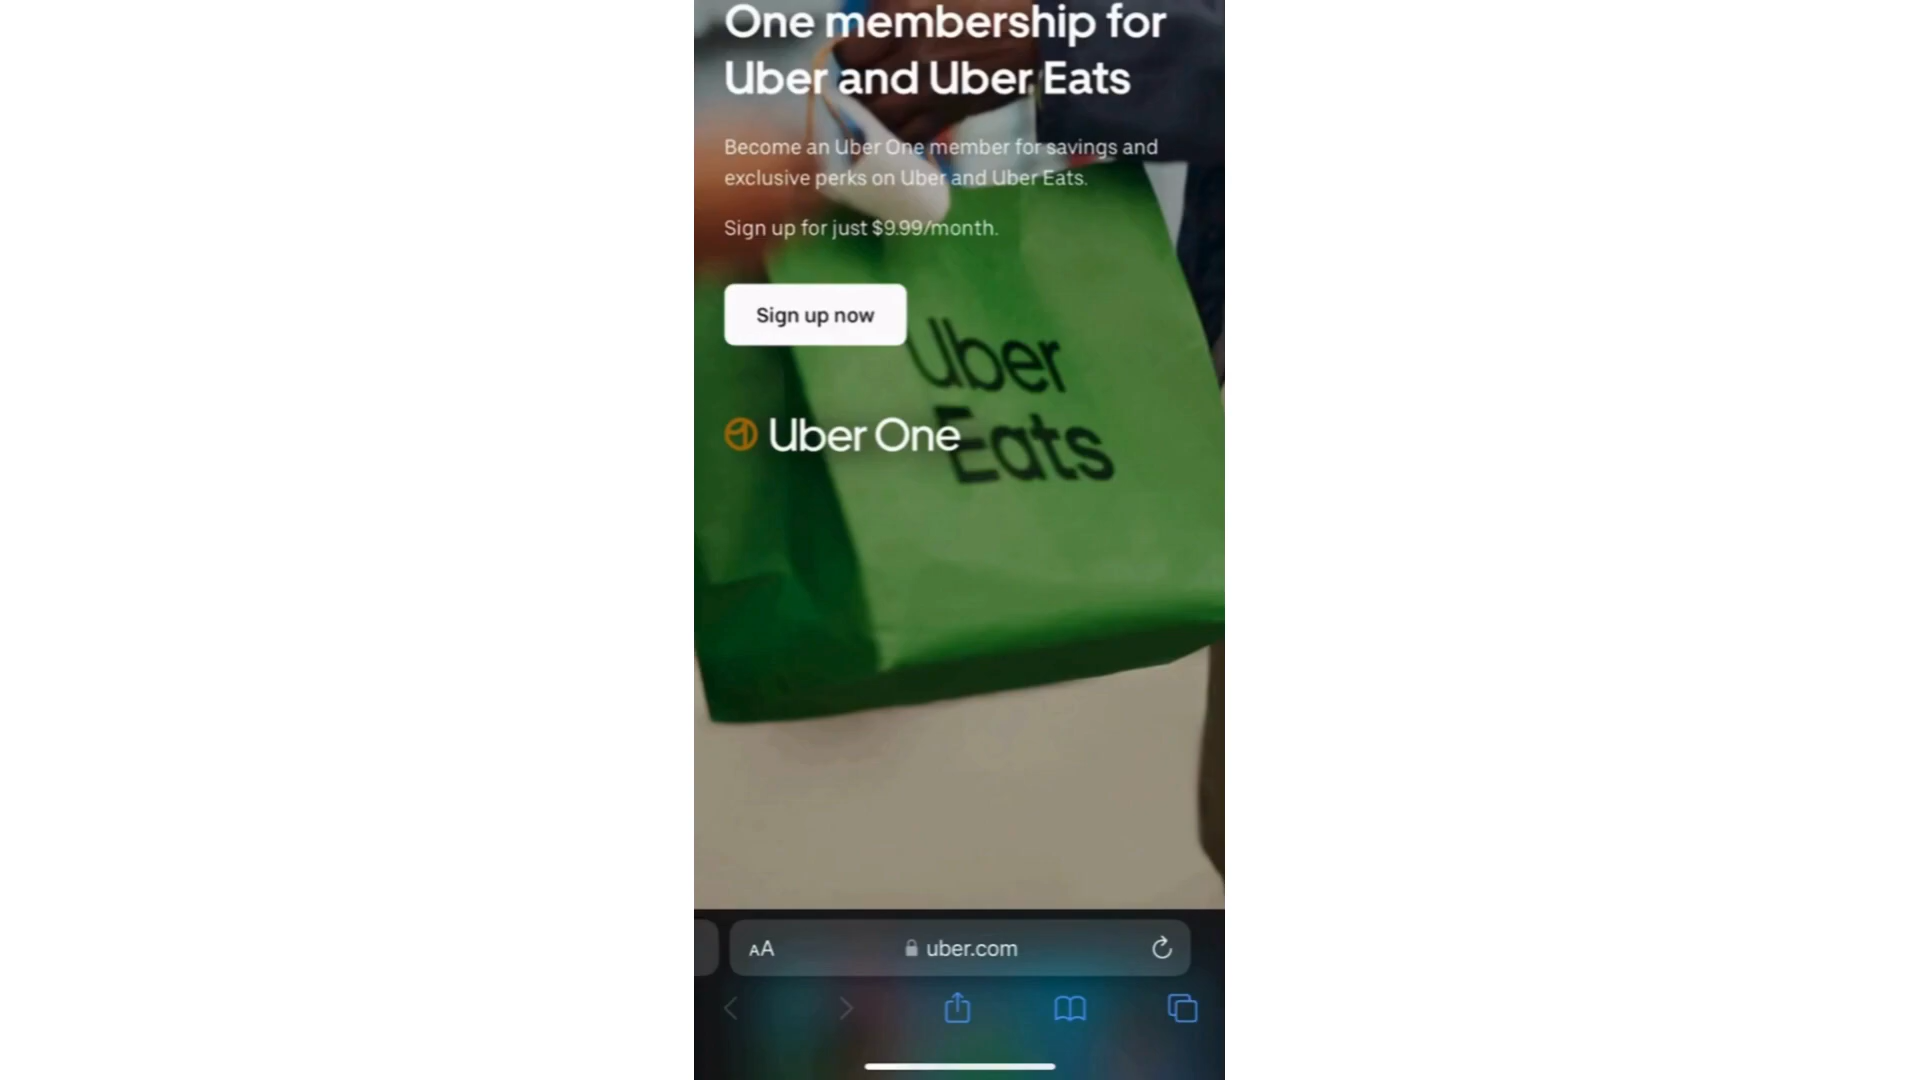 One membership for
Uber and Uber Eats
Become an Uber One member for savings and
exclusive perks on Uber and Uber Eats.
Sign up for just $9.99/month.
Sign up now
Uber
Eats
Uber One
AA
uber.com